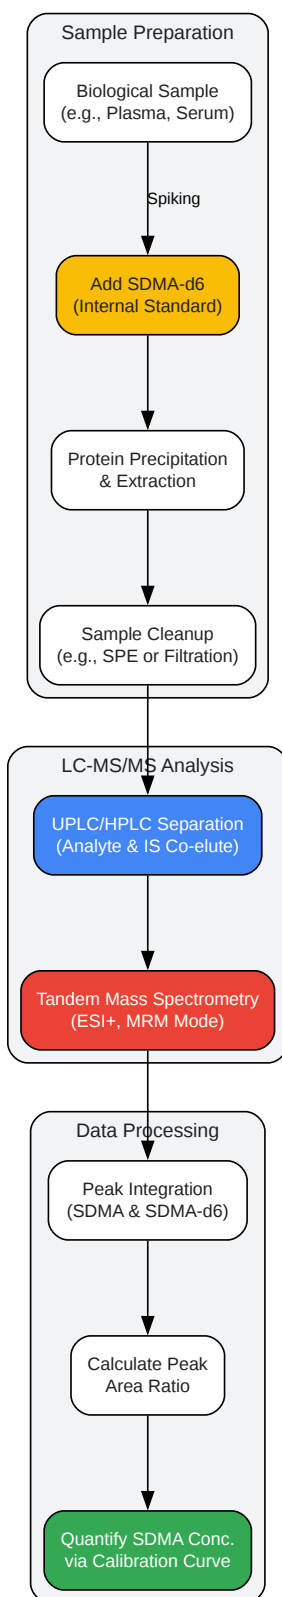 Sample Preparation
Biological Sample
(e.g., Plasma, Serum)
Spiking
Add SDMA-d6
(Internal Standard)
Protein Precipitation
& Extraction
Sample Cleanup
(e.g., SPE or Filtration)
LC-MS/MS Analysis
UPLC/HPLC Separation
(Analyte & IS Co-elute)
Tandem Mass Spectrometry
(ESI+, MRM Mode)
Data Processing
Peak Integration
(SDMA & SDMA-d6)
Calculate Peak
Area Ratio
Quantify SDMA Conc.
via Calibration Curve